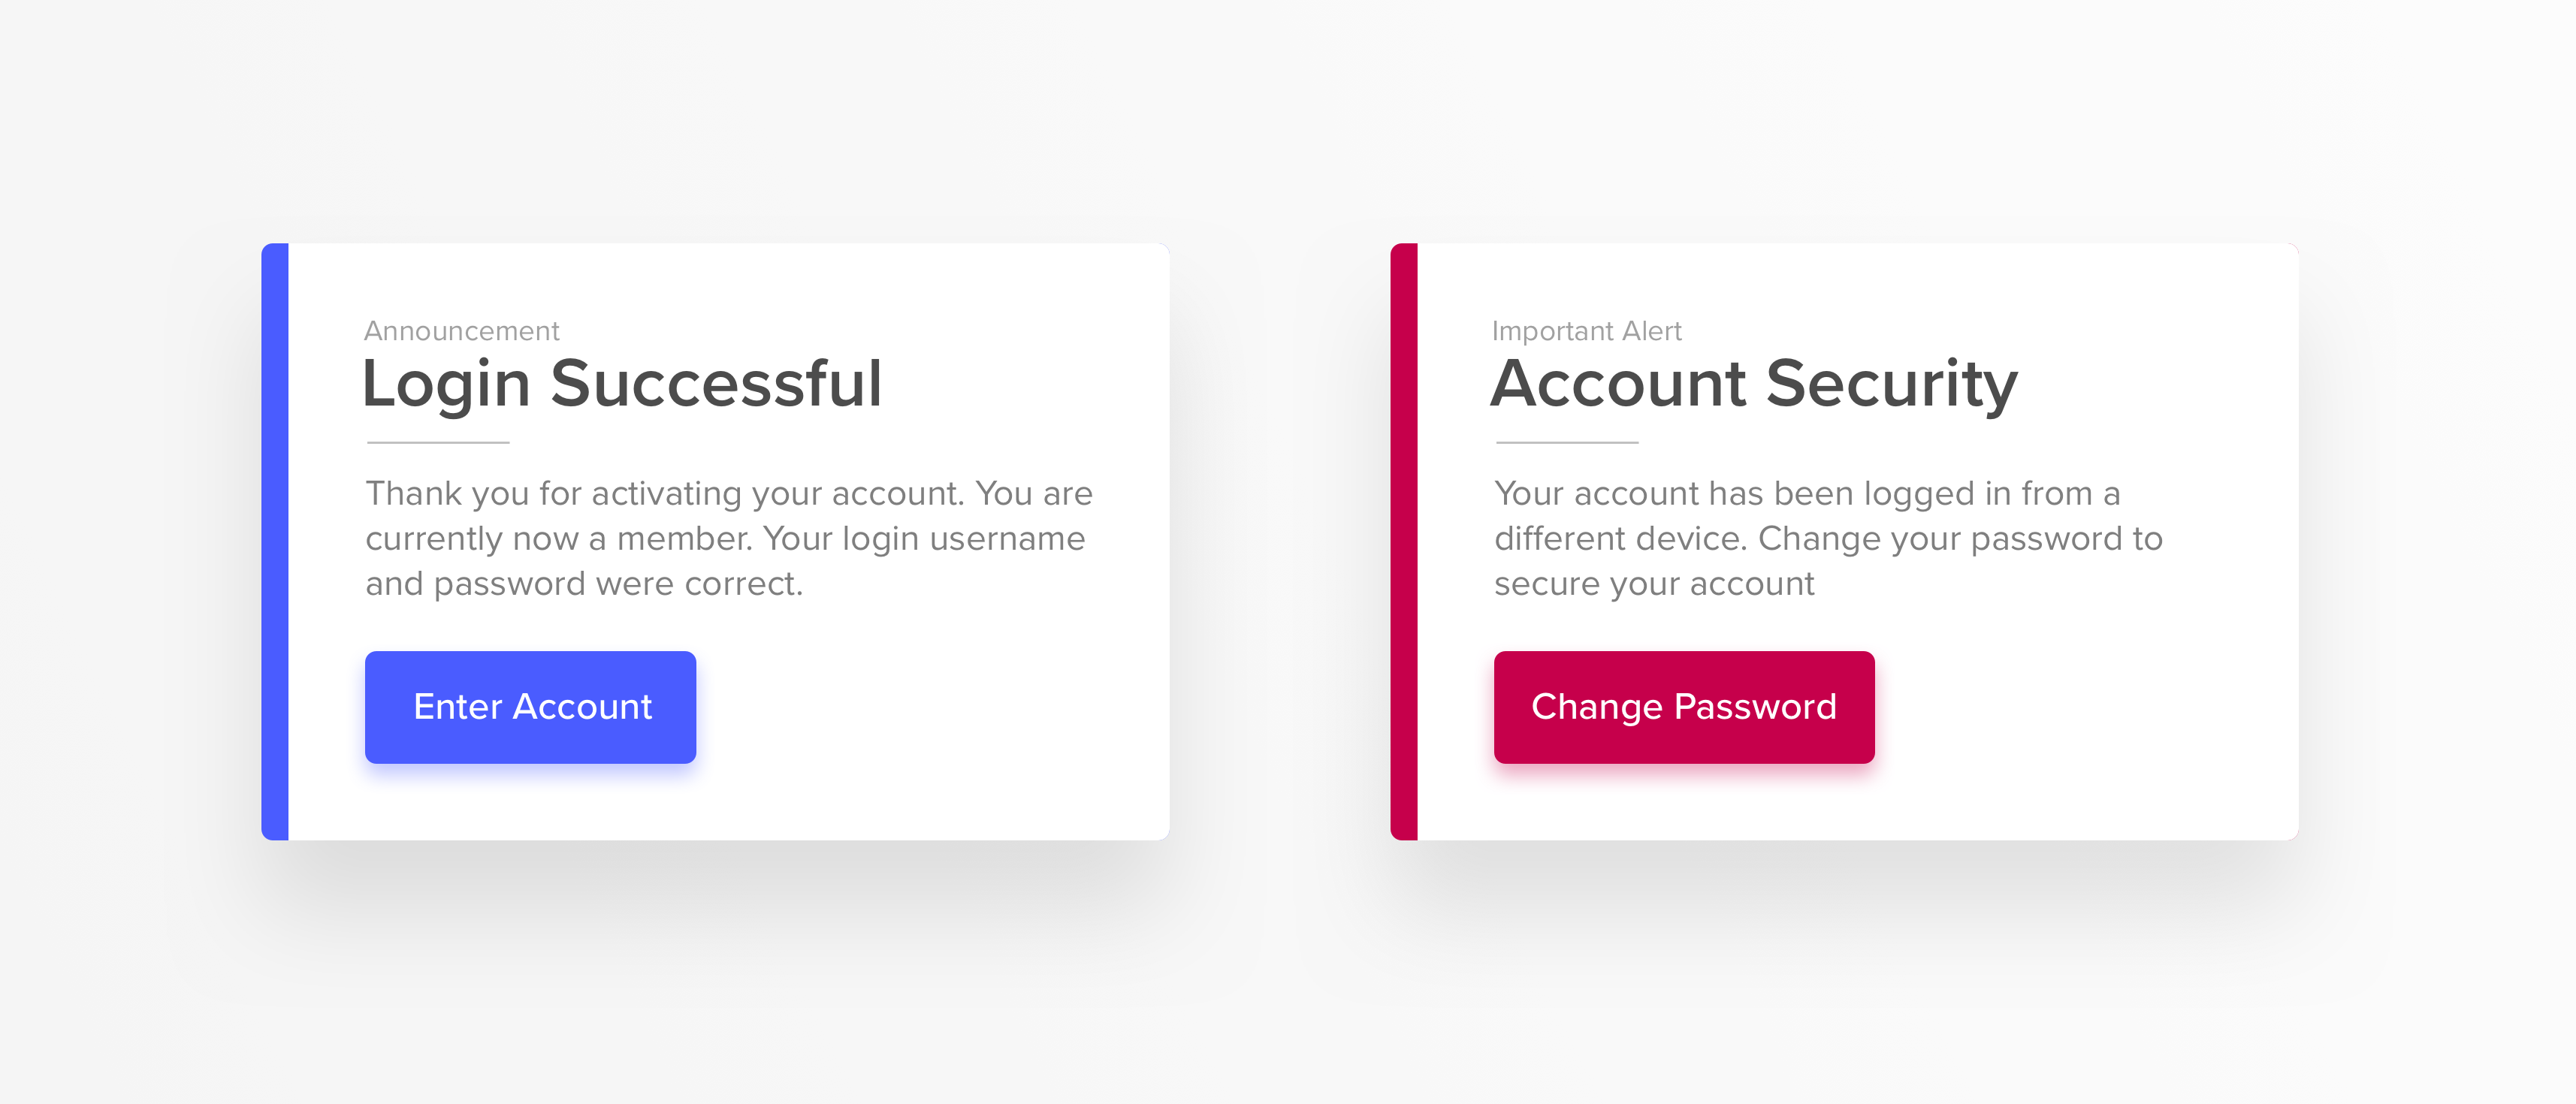 Announcement
Login Successful
Thank you for activating your account. You are
currently now a member. Your login username
and password were correct.
Enter Account
Important Alert
Account Security
Your account has been logged in from a
different device. Change your password to
secure your account
Change Password